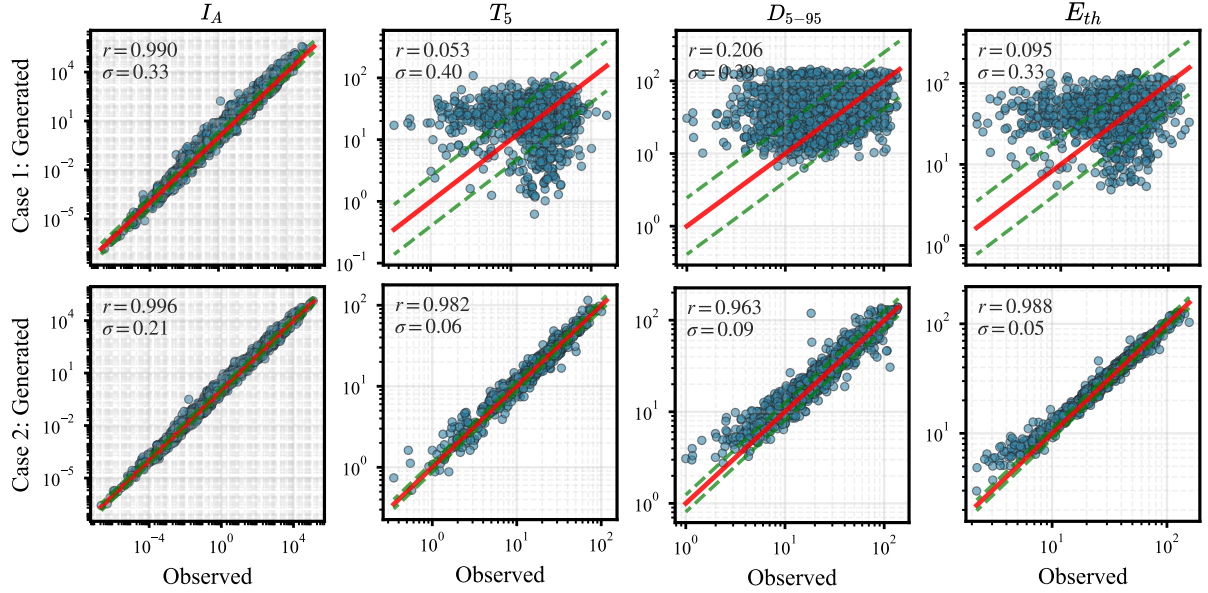 I_A
T_5
D_{5-95}
E_{th}
Case 1: Generated
10^4
10^1
10^{-2}
10^{-5}
r = 0.990
σ = 0.33
10^2
10^1
10^0
10^{-1}
r = 0.053
σ = 0.40
10^2
10^1
10^0
r = 0.206
σ = 0.39
10^2
10^1
10^0
r = 0.095
σ = 0.33
Case 2: Generated
10^4
10^1
10^{-2}
10^{-5}
r = 0.996
σ = 0.21
10^2
10^1
10^0
r = 0.982
σ = 0.06
10^2
10^1
10^0
r = 0.963
σ = 0.09
10^2
10^1
r = 0.988
σ = 0.05
10^{-4} 10^0 10^4
10^0 10^1 10^2
10^0 10^1 10^2
10^1 10^2
Observed
Observed
Observed
Observed